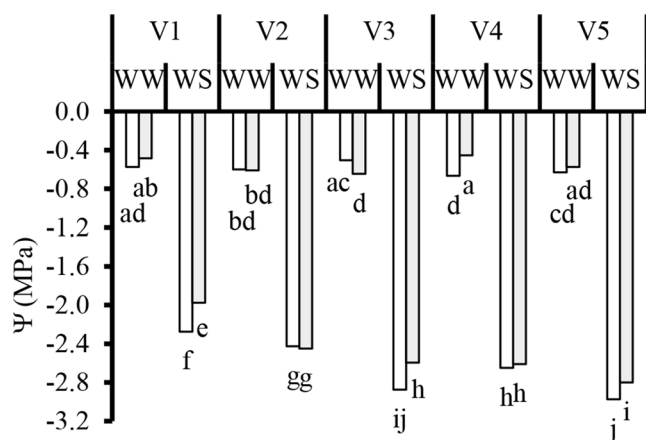 V1 V2 V3 V4 V5
WW WS WW WS WW WS WW WS WW WS
Ψ (MPa)
0.0
-0.4
-0.8
-1.2
-1.6
-2.0
-2.4
-2.8
-3.2
ad ab f e bd bd g g ac d ij h d a h h cd ad j i